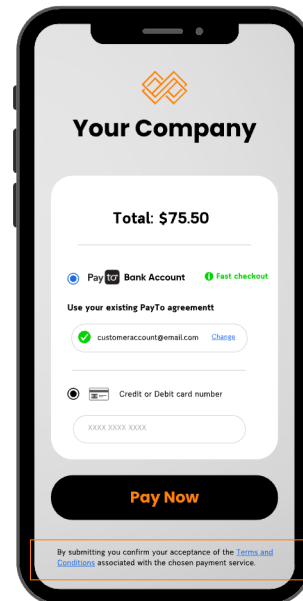 Your Company
Total: $75.50
Pay to Bank Account Fast checkout
Use your existing PayTo agreementt
customeraccount@email.com Change
Credit or Debit card number
XXXX XXXX XXXX
Pay Now
By submitting you confirm your acceptance of the Terms and
Conditions associated with the chosen payment service.